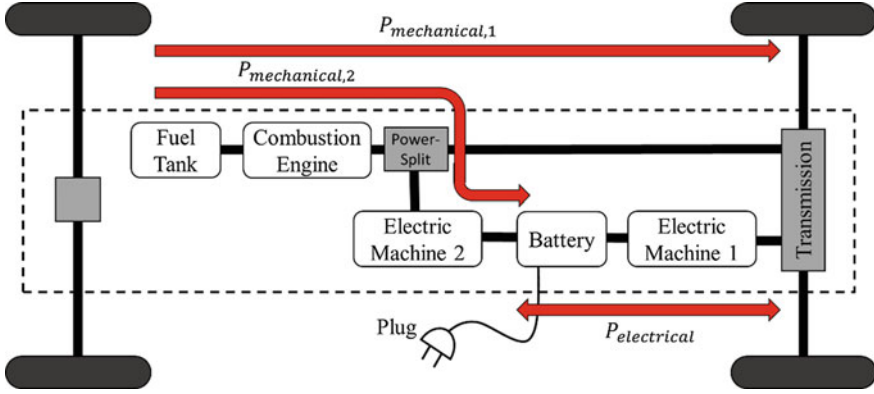 P_mechanical,1
P_mechanical,2
Fuel
Tank
Combustion
Engine
Power-
Split
Electric
Machine 2
Battery
Electric
Machine 1
Transmission
Plug
P_electrical